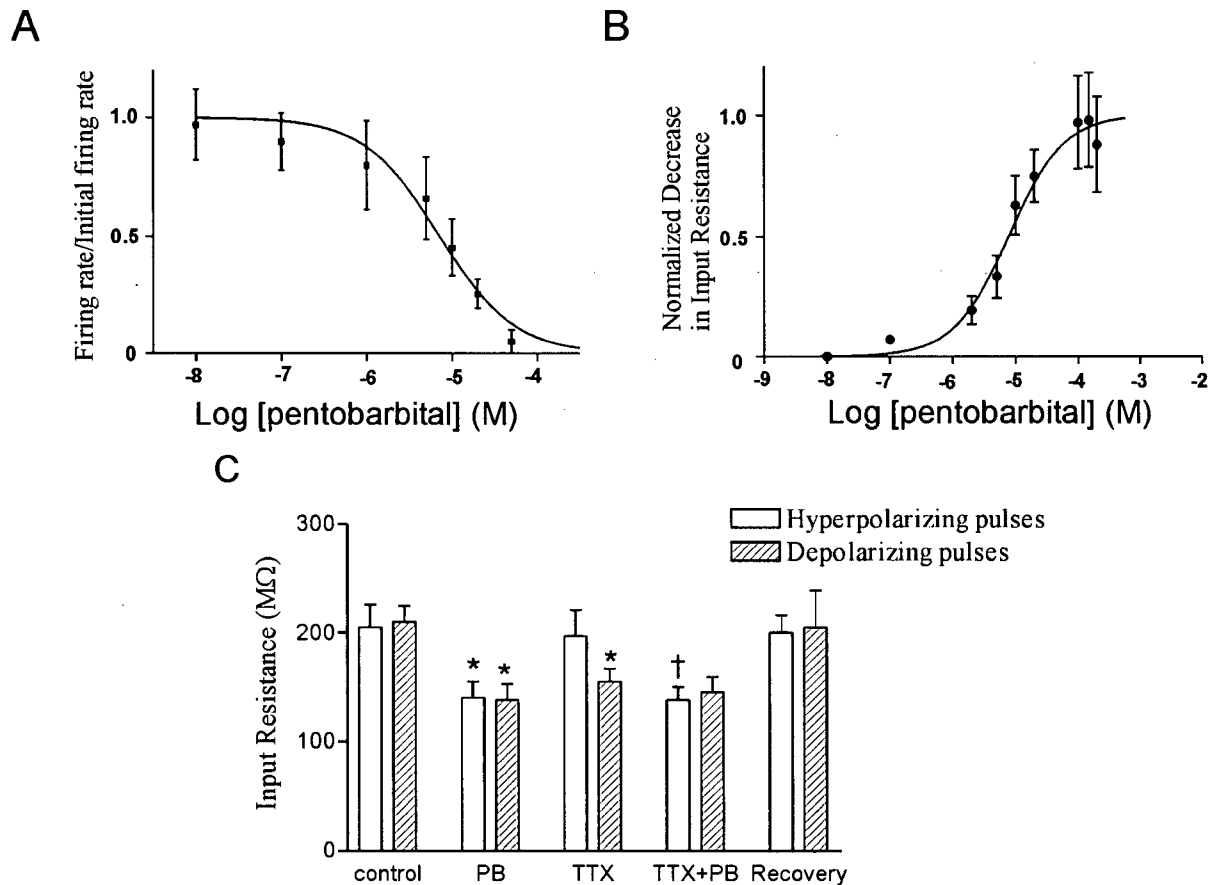 A
Firing rate/Initial firing rate
1.0
0.5
0
-8
-7
-6
-5
-4
Log [pentobarbital] (M)
B
Normalized Decrease
in Input Resistance
1.0
0.5
0
-9
-8
-7
-6
-5
-4
-3
-2
Log [pentobarbital] (M)
C
Hyperpolarizing pulses
Depolarizing pulses
Input Resistance (MΩ)
300
200
100
0
* * * †
control PB TTX TTX+PB Recovery